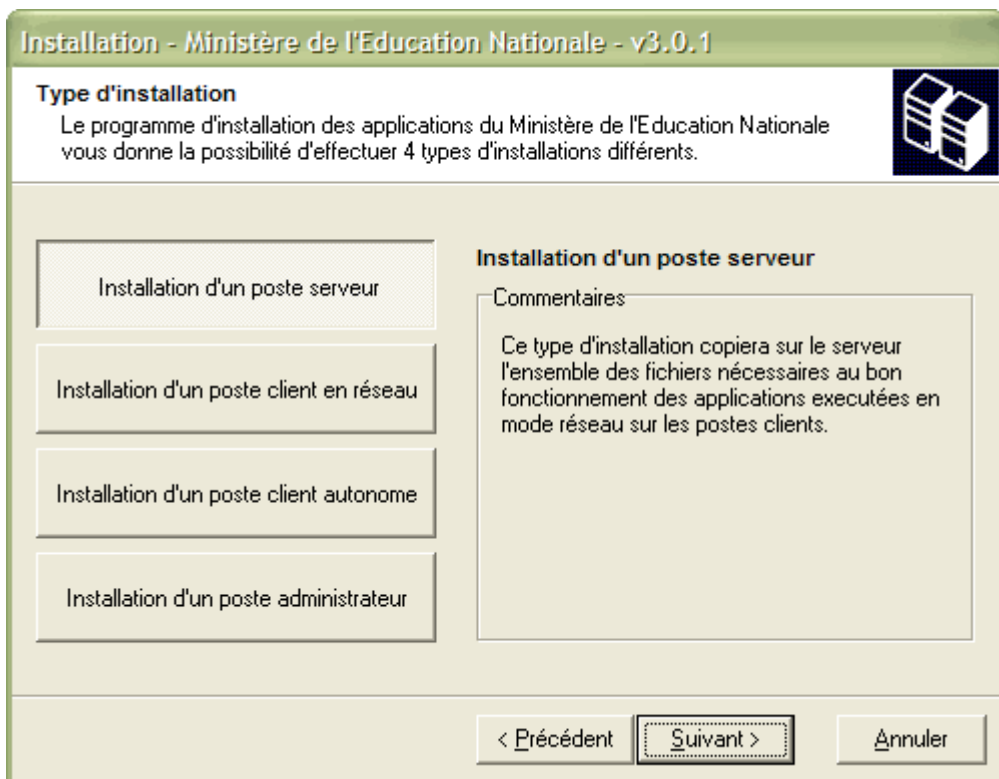 Installation - Ministère de l'Education Nationale - v3.0.1
Type d'installation
Le programme d'installation des applications du Ministère de l'Education Nationale
vous donne la possibilité d'effectuer 4 types d'installations différents.
Installation d'un poste serveur
Installation d'un poste client en réseau
Installation d'un poste client autonome
Installation d'un poste administrateur
Installation d'un poste serveur
Commentaires
Ce type d'installation copiera sur le serveur
l'ensemble des fichiers nécessaires au bon
fonctionnement des applications executées en
mode réseau sur les postes clients.
< Précédent
Suivant >
Annuler